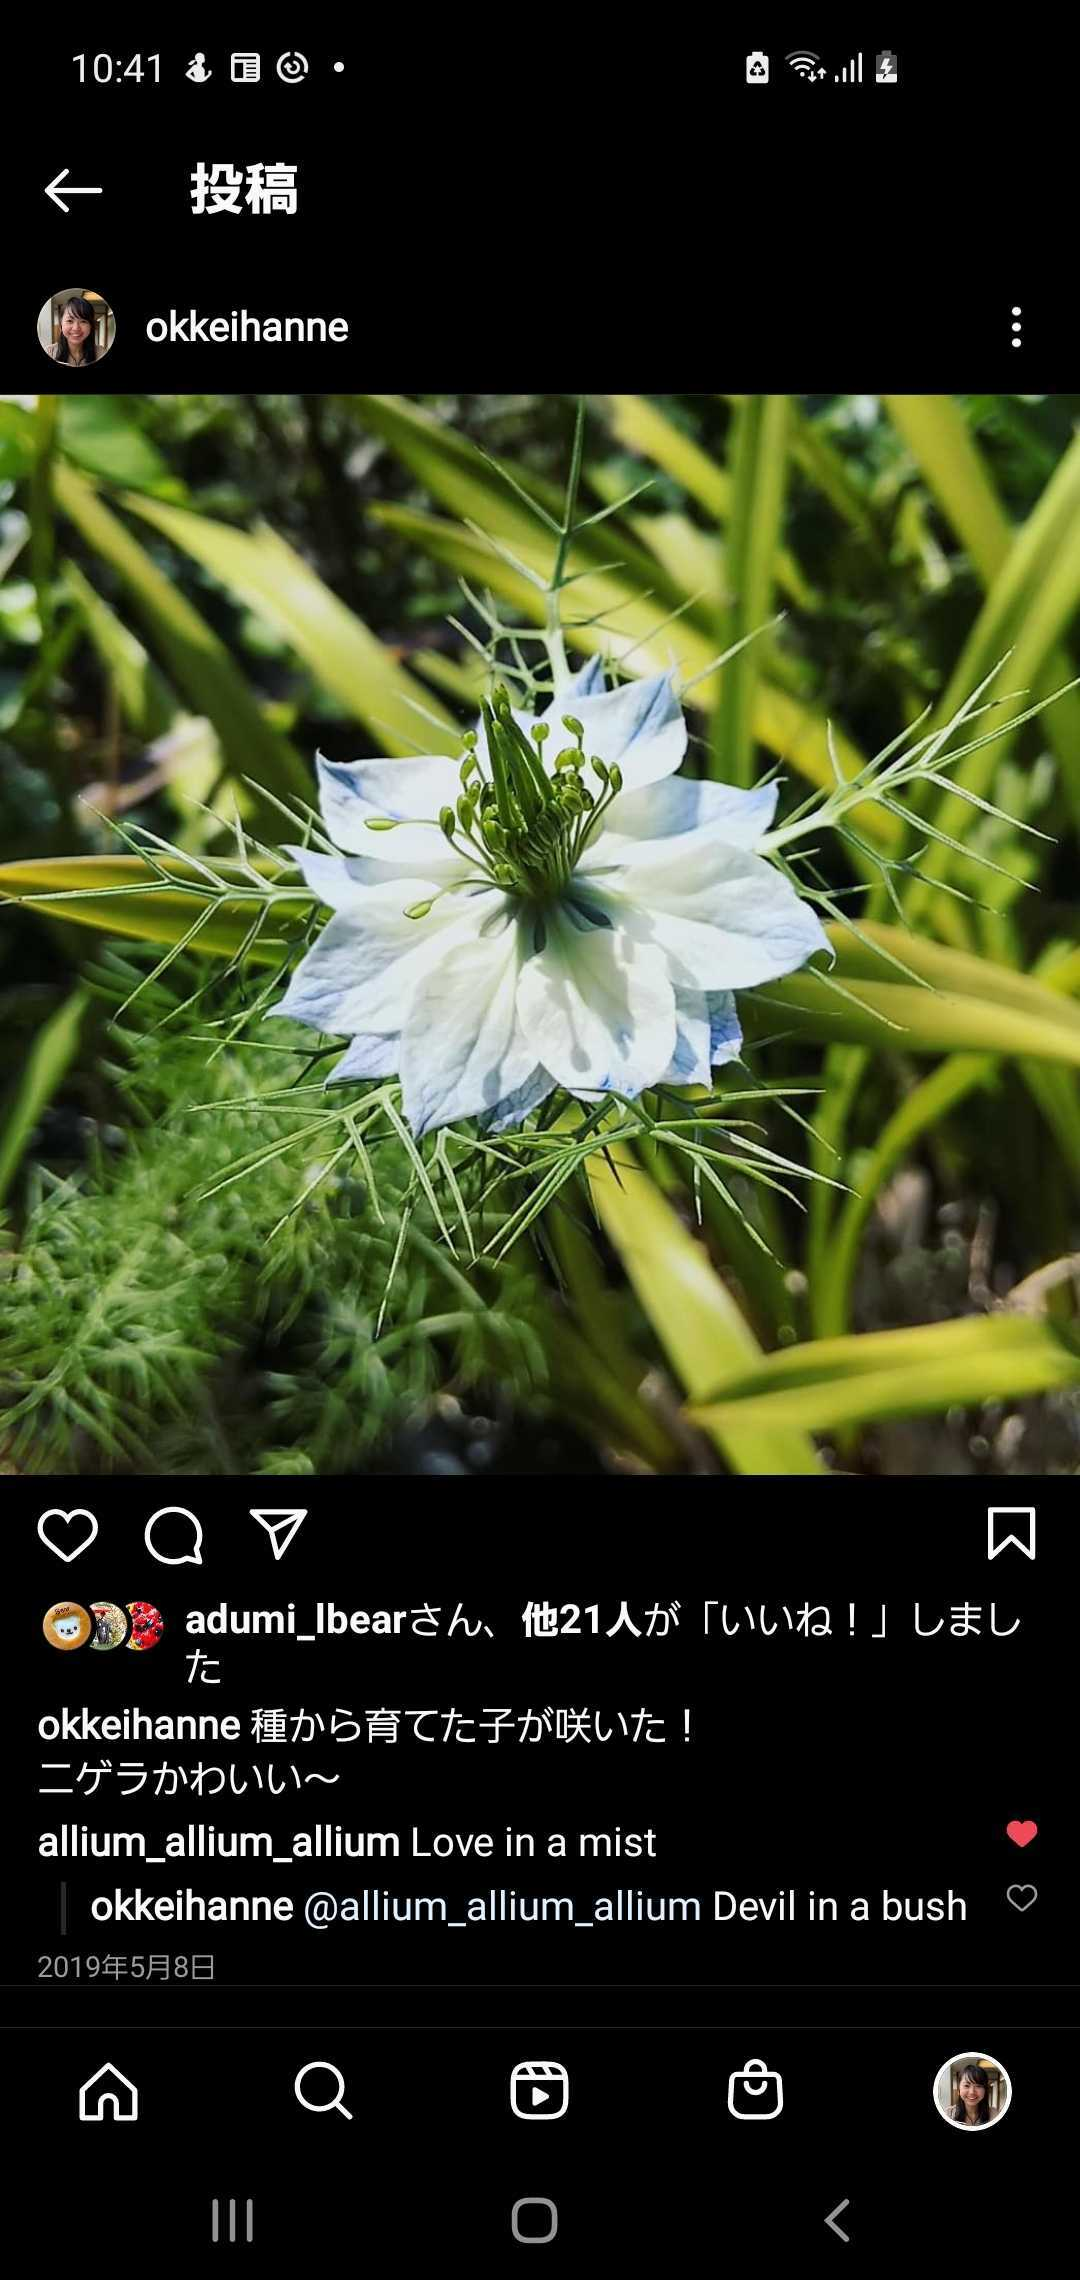 10:41
投稿
okkeihanne
adumi_lbearさん、他21人が「いいね！」しまし
た
okkeihanne 種から育てた子が咲いた！
ニゲラかわいい〜
allium_allium_allium Love in a mist
okkeihanne @allium_allium_allium Devil in a bush
2019年5月8日